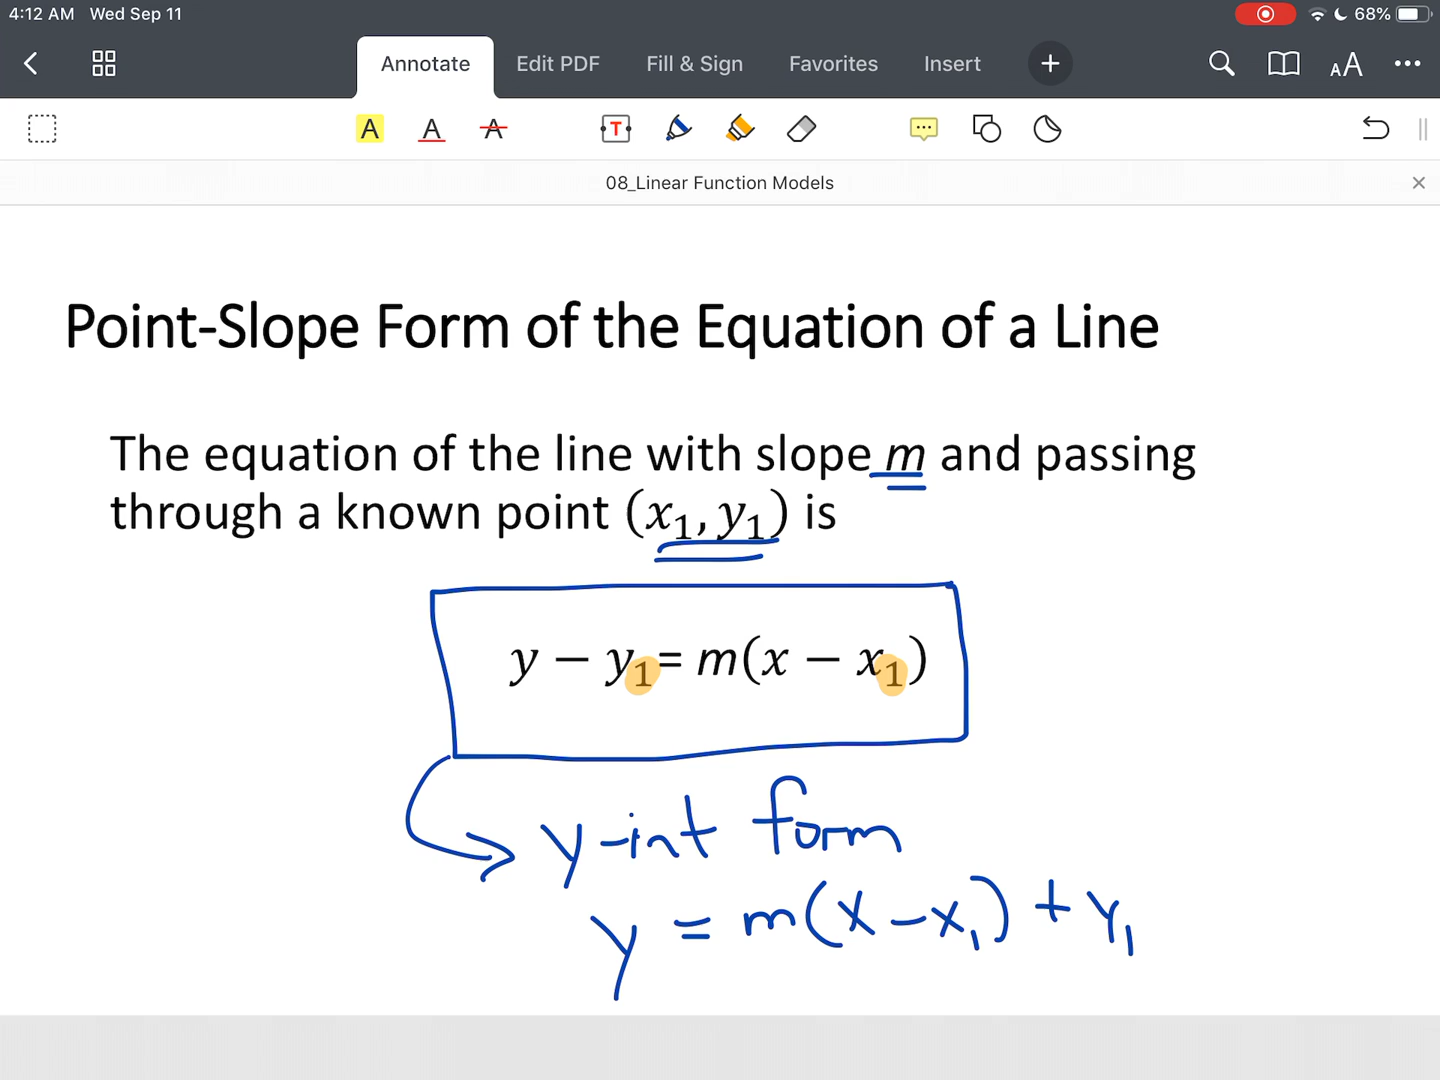 4:12 AM Wed Sep 11 68%
Annotate Edit PDF Fill & Sign Favorites Insert
A A A T AA
08_Linear Function Models
Point-Slope Form of the Equation of a Line
The equation of the line with slope m and passing
through a known point (x₁, y₁) is
y − y₁= m(x − x₁)
y-int form
y = m(x-x₁) + y₁